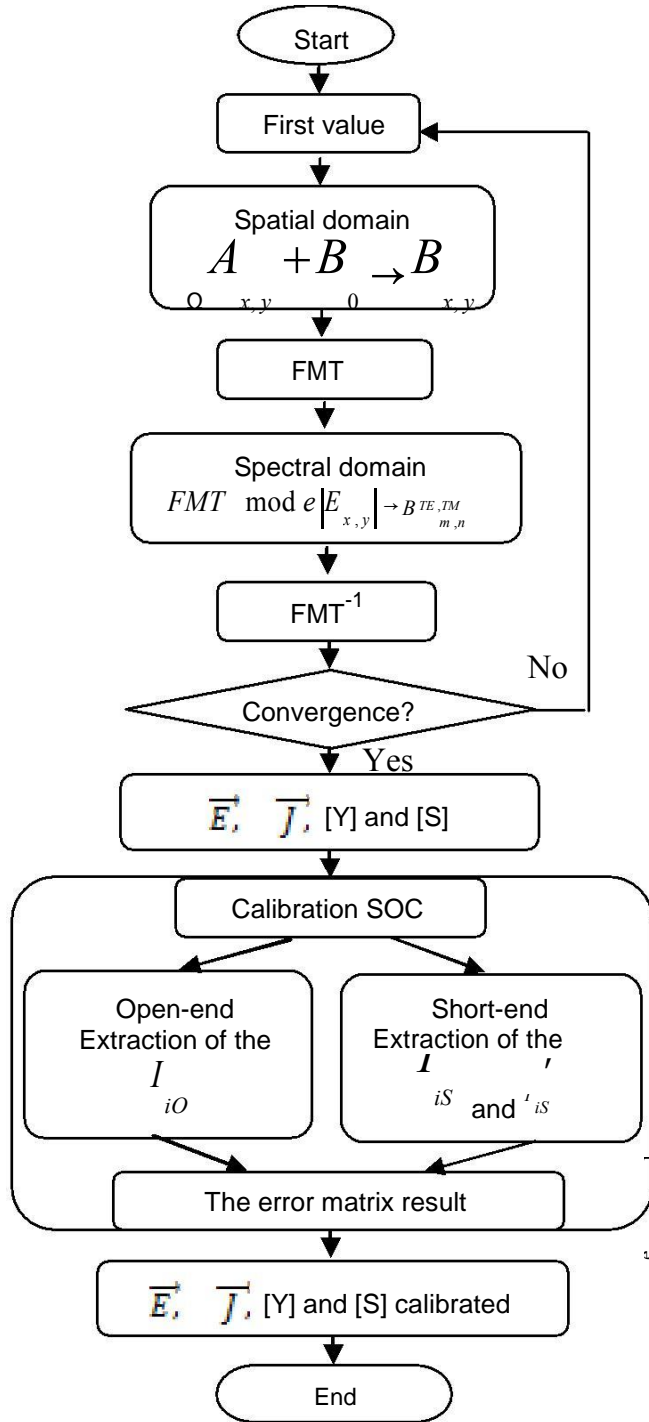 Start
First value
Spatial domain
A + B → B
Ω x,y 0 x,y
FMT
Spectral domain
FMT mod e |E x,y| → B TE,TM m,n
FMT -1
No
Convergence?
Yes
E, J, [Y] and [S]
Calibration SOC
Open-end
Extraction of the
I
iO
Short-end
Extraction of the
I '
iS and I iS
The error matrix result
E, J, [Y] and [S] calibrated
End